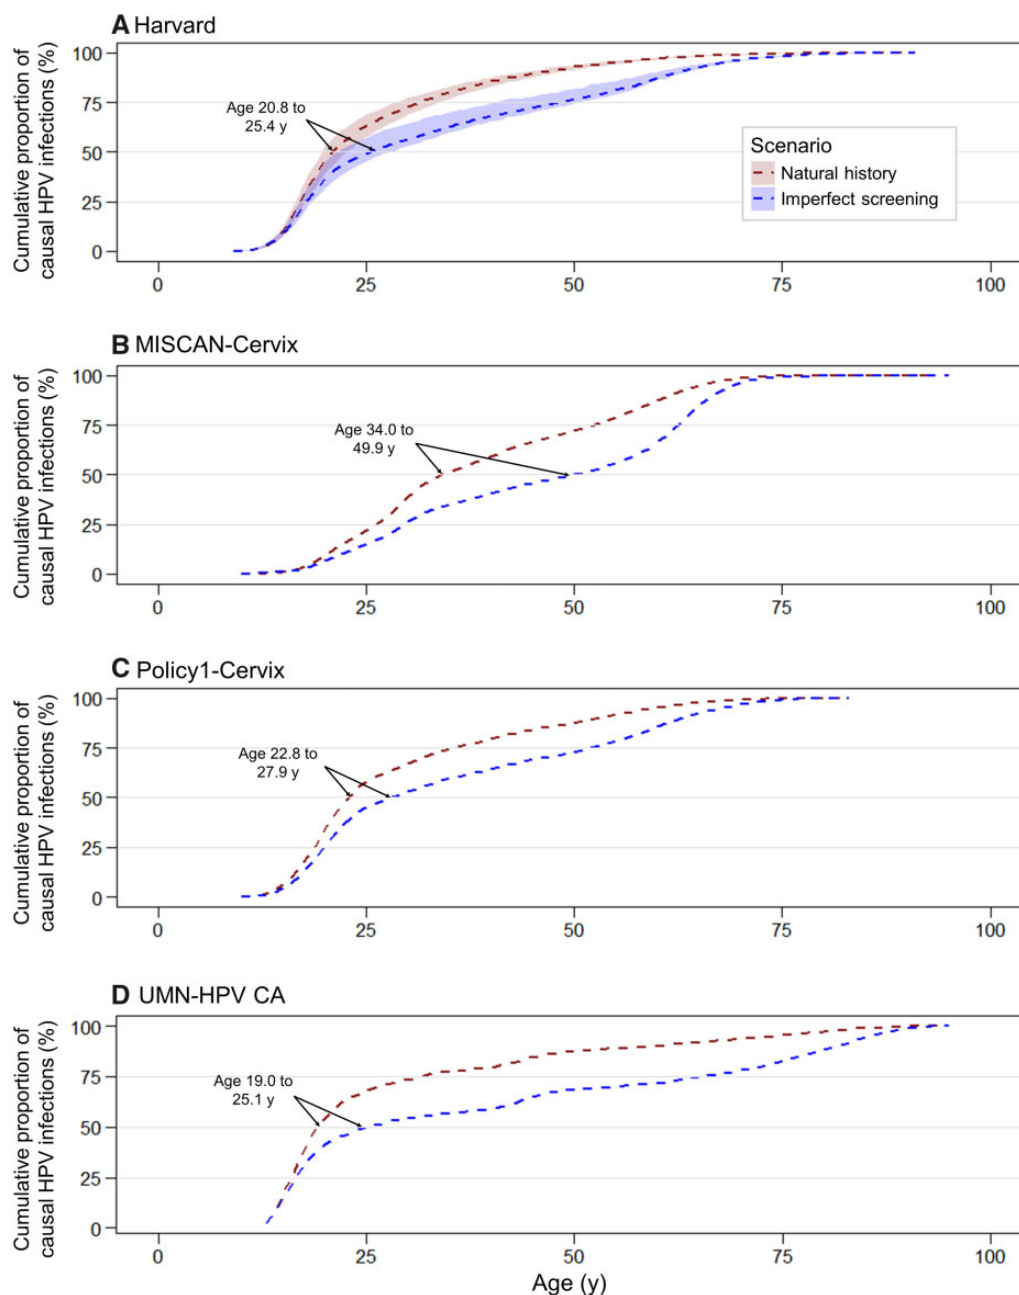 A Harvard
Cumulative proportion of
causal HPV infections (%)
100
75
50
25
0
Age 20.8 to
25.4 y
Scenario
Natural history
Imperfect screening
0 25 50 75 100
B MISCAN-Cervix
Cumulative proportion of
causal HPV infections (%)
100
75
50
25
0
Age 34.0 to
49.9 y
0 25 50 75 100
C Policy1-Cervix
Cumulative proportion of
causal HPV infections (%)
100
75
50
25
0
Age 22.8 to
27.9 y
0 25 50 75 100
D UMN-HPV CA
Cumulative proportion of
causal HPV infections (%)
100
75
50
25
0
Age 19.0 to
25.1 y
0 25 50 75 100
Age (y)